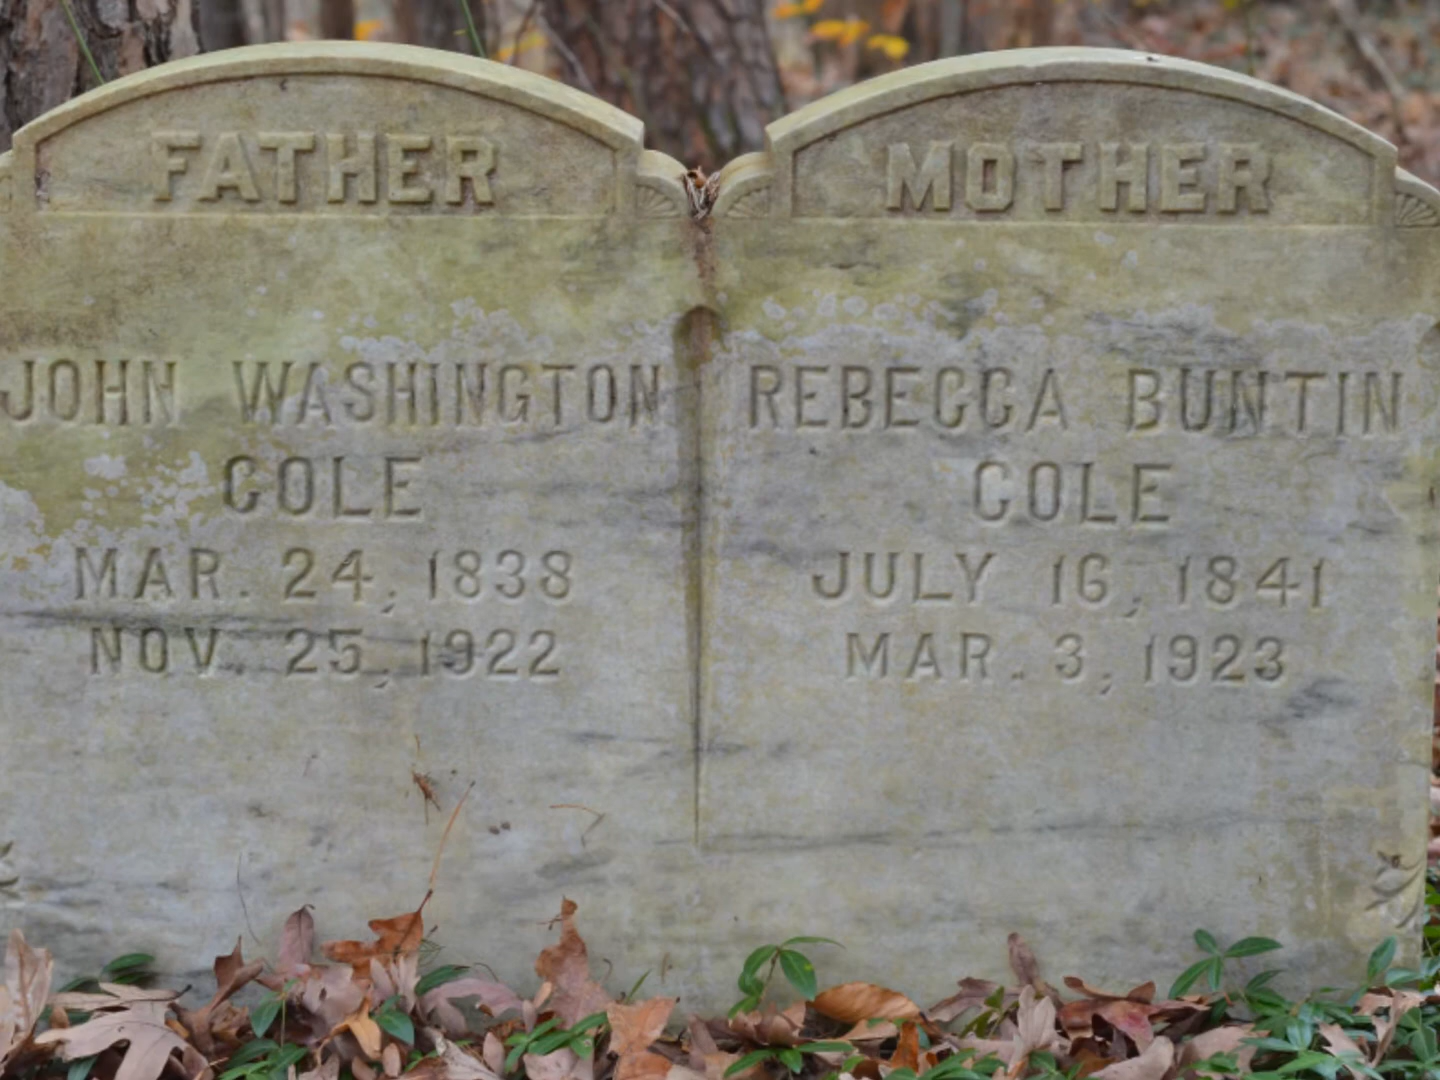 FATHER
JOHN WASHINGTON
COLE
MAR. 24, 1838
NOV. 25, 1922
MOTHER
REBECCA BUNTIN
COLE
JULY 16, 1841
MAR. 3, 1923